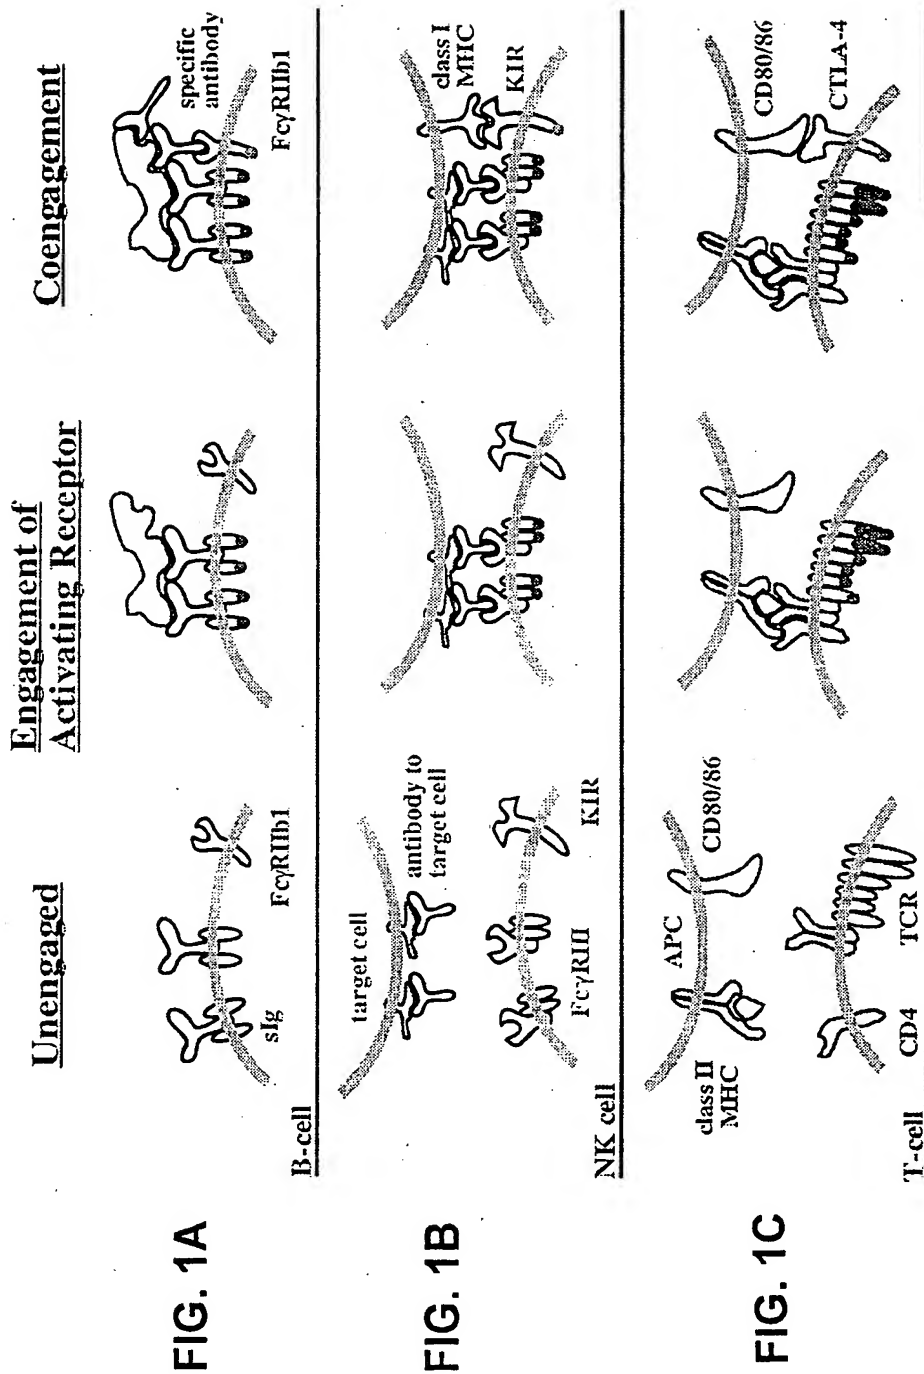 Unengaged
Engagement of
Activating Receptor
Coengagement
FIG. 1A
B-cell
sIg
FcγRIIb1
specific
antibody
FcγRIIb1
FIG. 1B
NK cell
target cell
antibody to
target cell
FcγRIII
KIR
class I
MHC
KIR
FIG. 1C
T-cell
class II
MHC
APC
CD80/86
CD4
TCR
CD80/86
CTLA-4